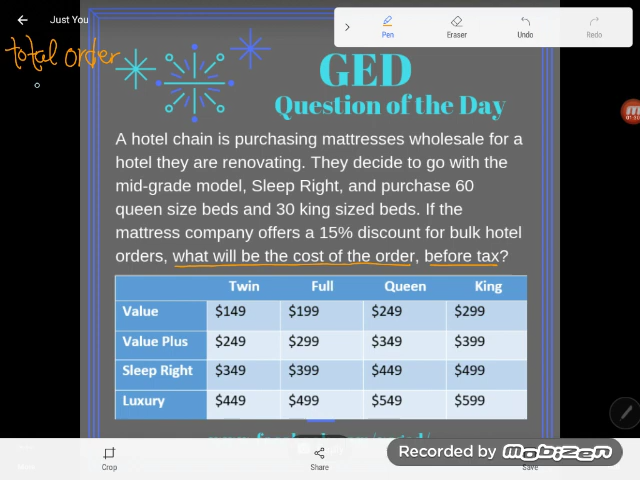 Just You
Pen
Eraser
Undo
Redo
total order
GED
Question of the Day
A hotel chain is purchasing mattresses wholesale for a
hotel they are renovating. They decide to go with the
mid-grade model, Sleep Right, and purchase 60
queen size beds and 30 king sized beds. If the
mattress company offers a 15% discount for bulk hotel
orders, what will be the cost of the order, before tax?
Twin Full Queen King
Value $149 $199 $249 $299
Value Plus $249 $299 $349 $399
Sleep Right $349 $399 $449 $499
Luxury $449 $499 $549 $599
Recorded by mobizen
Crop
Share
Save